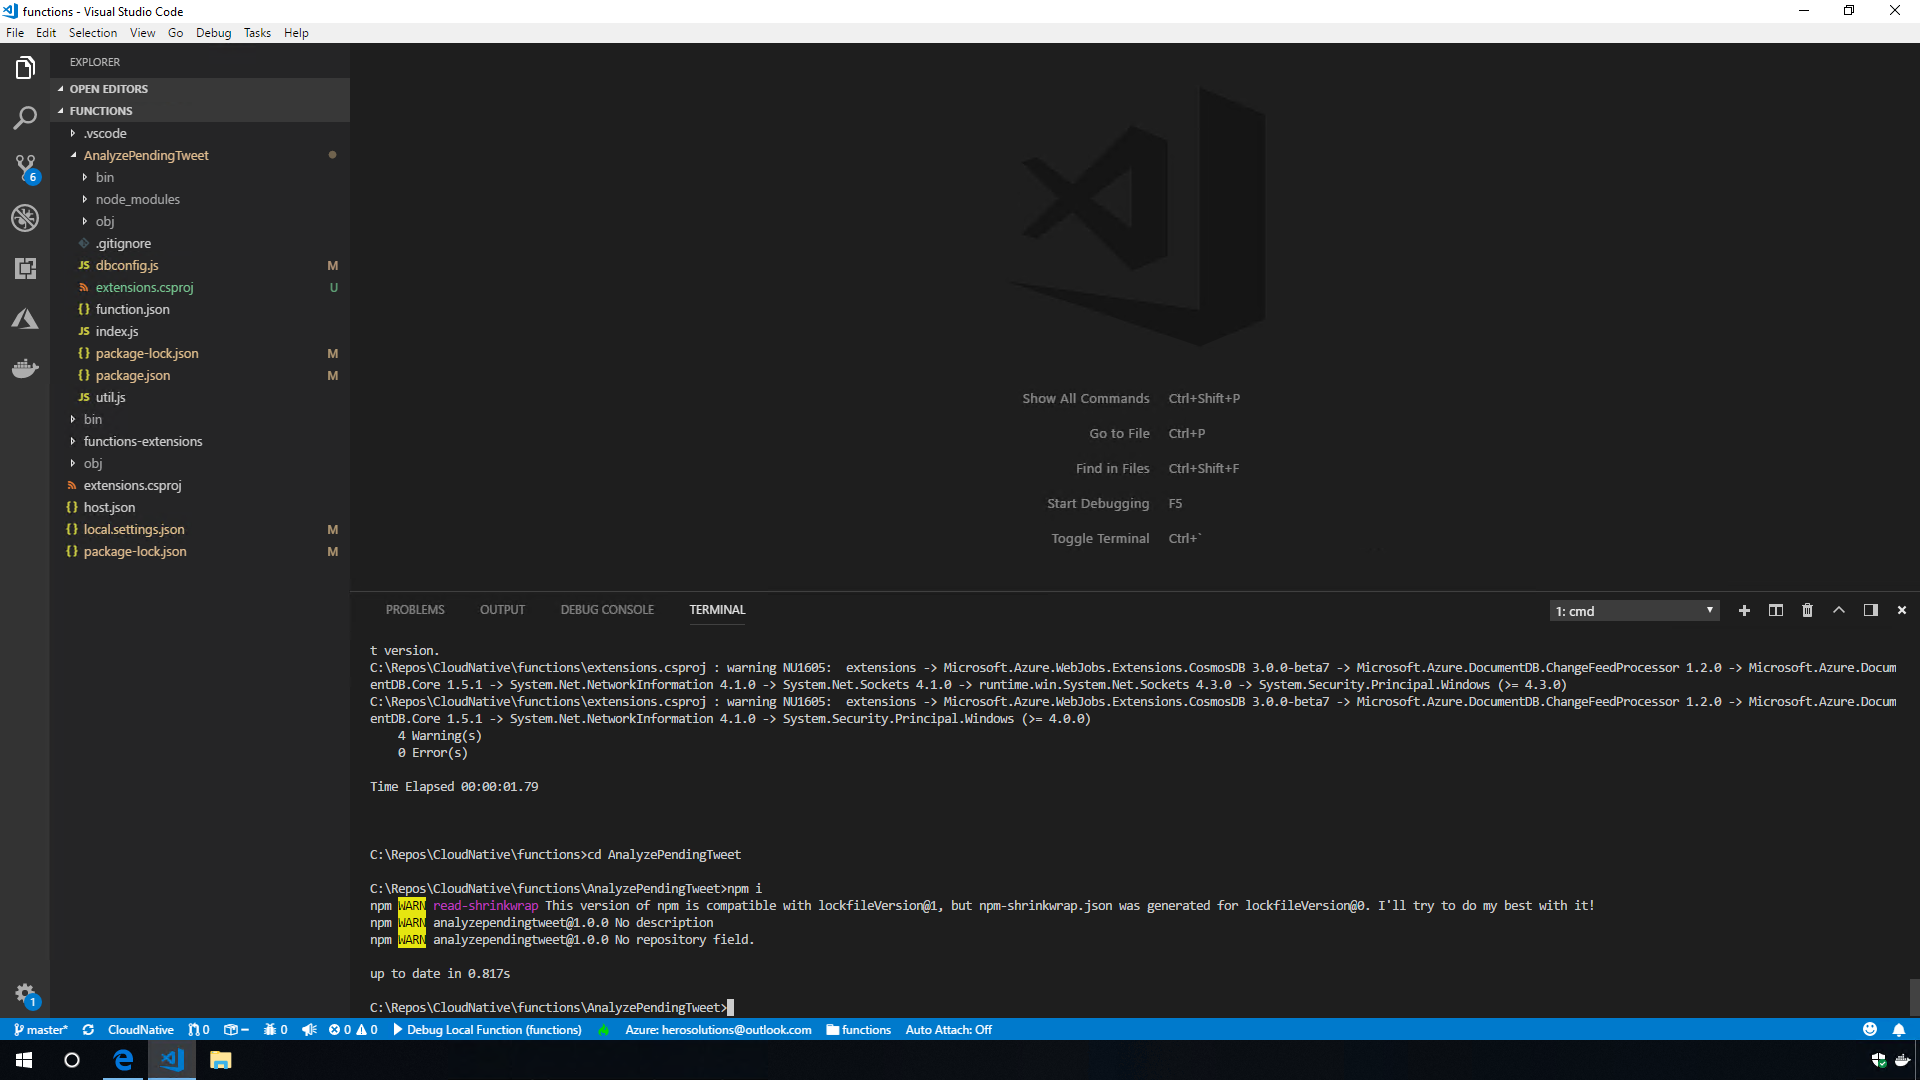 functions - Visual Studio Code
File Edit Selection View Go Debug Tasks Help
EXPLORER
OPEN EDITORS
FUNCTIONS
.vscode
AnalyzePendingTweet
bin
node_modules
obj
.gitignore
JS dbconfig.js M
extensions.csproj U
{} function.json
JS index.js
{} package-lock.json M
{} package.json M
JS util.js
bin
functions-extensions
obj
extensions.csproj
{} host.json
{} local.settings.json M
{} package-lock.json M
6
1
Show All Commands Ctrl+Shift+P
Go to File Ctrl+P
Find in Files Ctrl+Shift+F
Start Debugging F5
Toggle Terminal Ctrl+`
PROBLEMS OUTPUT DEBUG CONSOLE TERMINAL 1: cmd
t version.
C:\Repos\CloudNative\functions\extensions.csproj : warning NU1605:  extensions -> Microsoft.Azure.WebJobs.Extensions.CosmosDB 3.0.0-beta7 -> Microsoft.Azure.DocumentDB.ChangeFeedProcessor 1.2.0 -> Microsoft.Azure.Docum
entDB.Core 1.5.1 -> System.Net.NetworkInformation 4.1.0 -> System.Net.Sockets 4.1.0 -> runtime.win.System.Net.Sockets 4.3.0 -> System.Security.Principal.Windows (>= 4.3.0)
C:\Repos\CloudNative\functions\extensions.csproj : warning NU1605:  extensions -> Microsoft.Azure.WebJobs.Extensions.CosmosDB 3.0.0-beta7 -> Microsoft.Azure.DocumentDB.ChangeFeedProcessor 1.2.0 -> Microsoft.Azure.Docum
entDB.Core 1.5.1 -> System.Net.NetworkInformation 4.1.0 -> System.Security.Principal.Windows (>= 4.0.0)
4 Warning(s)
0 Error(s)
Time Elapsed 00:00:01.79
C:\Repos\CloudNative\functions>cd AnalyzePendingTweet
C:\Repos\CloudNative\functions\AnalyzePendingTweet>npm i
npm WARN read-shrinkwrap This version of npm is compatible with lockfileVersion@1, but npm-shrinkwrap.json was generated for lockfileVersion@0. I'll try to do my best with it!
npm WARN analyzependingtweet@1.0.0 No description
npm WARN analyzependingtweet@1.0.0 No repository field.
up to date in 0.817s
C:\Repos\CloudNative\functions\AnalyzePendingTweet>
master* CloudNative 0 0 0 0 Debug Local Function (functions) Azure: herosolutions@outlook.com functions Auto Attach: Off